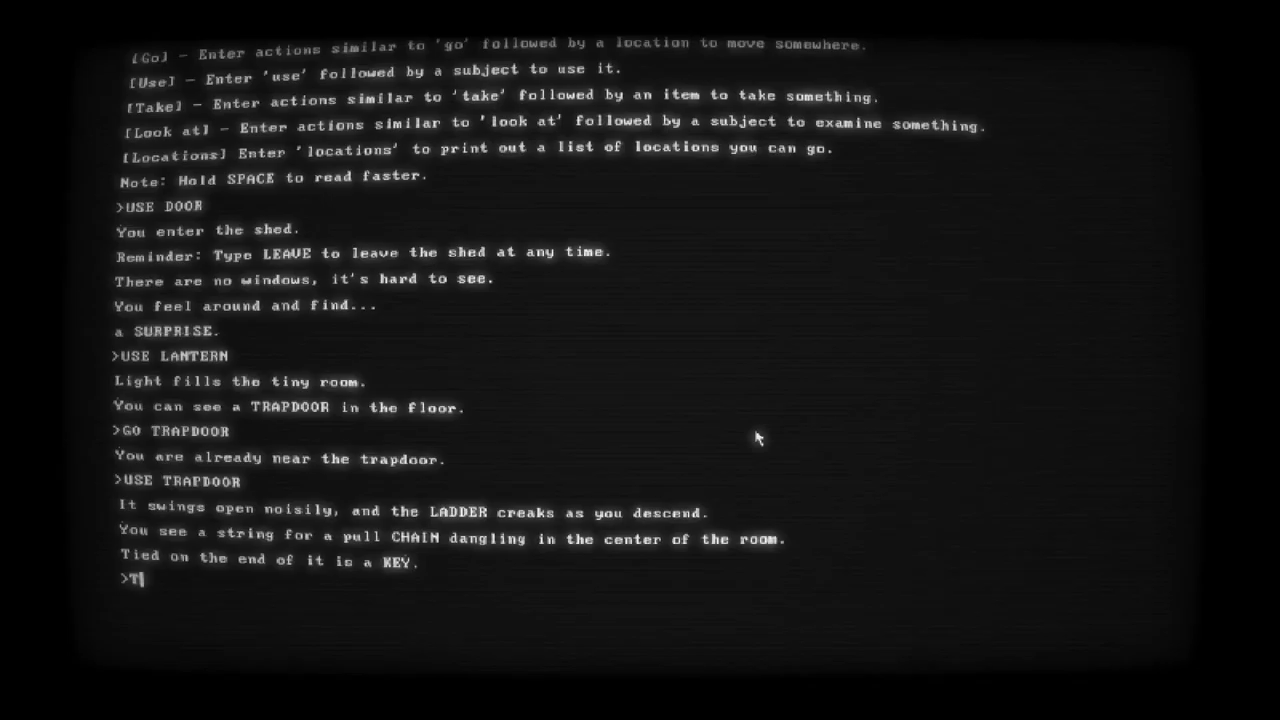 [Go] - Enter actions similar to 'go' followed by a location to move somewhere.
[Use] - Enter 'use' followed by a subject to use it.
[Take] - Enter actions similar to 'take' followed by an item to take something.
[Look at] - Enter actions similar to 'look at' followed by a subject to examine something.
[Locations] Enter 'locations' to print out a list of locations you can go.
Note: Hold SPACE to read faster.
>USE DOOR
You enter the shed.
Reminder: Type LEAVE to leave the shed at any time.
There are no windows, it's hard to see.
You feel around and find...
a SURPRISE.
>USE LANTERN
Light fills the tiny room.
You can see a TRAPDOOR in the floor.
>GO TRAPDOOR
You are already near the trapdoor.
>USE TRAPDOOR
It swings open noisily, and the LADDER creaks as you descend.
You see a string for a pull CHAIN dangling in the center of the room.
Tied on the end of it is a KEY.
>T